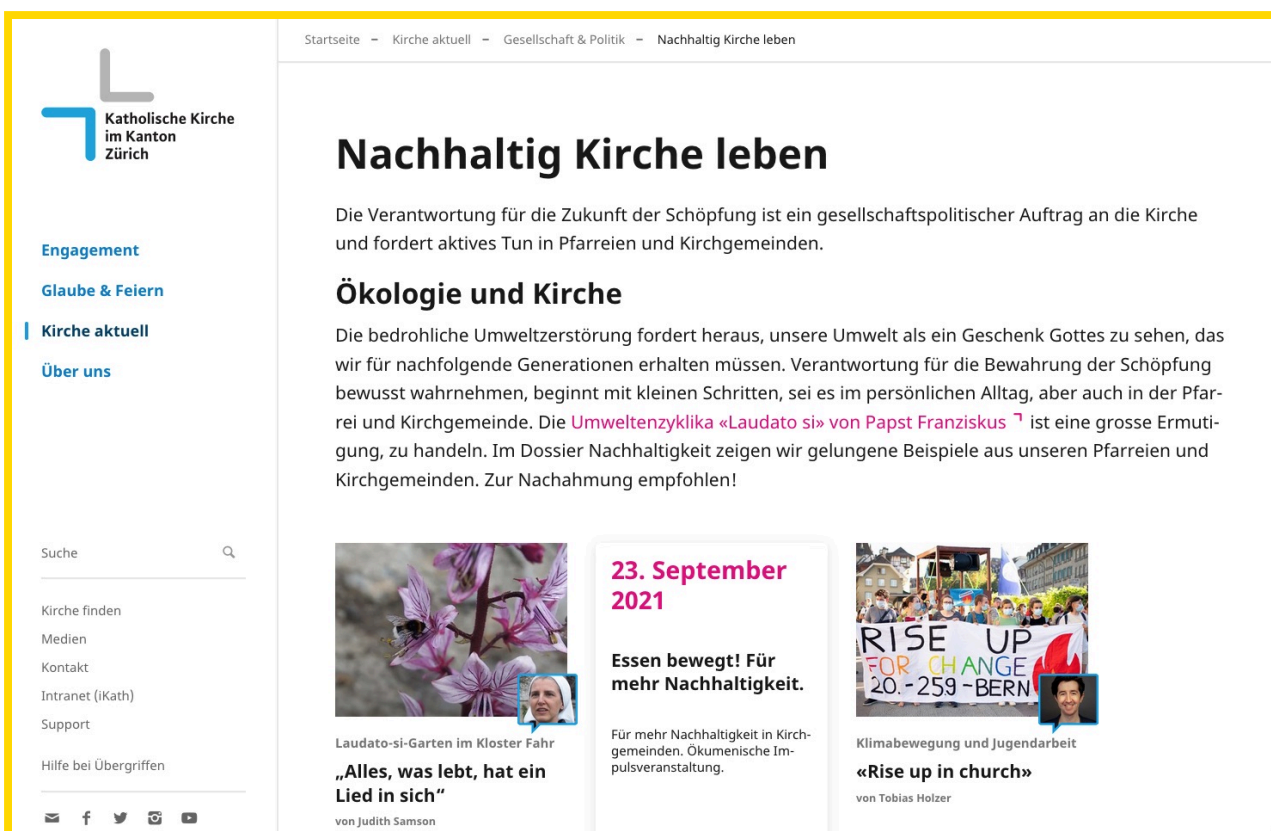 Startseite – Kirche aktuell – Gesellschaft & Politik – Nachhaltig Kirche leben
Katholische Kirche
im Kanton
Zürich
Engagement
Glaube & Feiern
Kirche aktuell
Über uns
Suche
Kirche finden
Medien
Kontakt
Intranet (iKath)
Support
Hilfe bei Übergriffen
Nachhaltig Kirche leben
Die Verantwortung für die Zukunft der Schöpfung ist ein gesellschaftspolitischer Auftrag an die Kirche
und fordert aktives Tun in Pfarreien und Kirchgemeinden.
Ökologie und Kirche
Die bedrohliche Umweltzerstörung fordert heraus, unsere Umwelt als ein Geschenk Gottes zu sehen, das
wir für nachfolgende Generationen erhalten müssen. Verantwortung für die Bewahrung der Schöpfung
bewusst wahrnehmen, beginnt mit kleinen Schritten, sei es im persönlichen Alltag, aber auch in der Pfar-
rei und Kirchgemeinde. Die Umweltenzyklika «Laudato si» von Papst Franziskus ist eine grosse Ermuti-
gung, zu handeln. Im Dossier Nachhaltigkeit zeigen wir gelungene Beispiele aus unseren Pfarreien und
Kirchgemeinden. Zur Nachahmung empfohlen!
Laudato-si-Garten im Kloster Fahr
„Alles, was lebt, hat ein
Lied in sich“
von Judith Samson
23. September
2021
Essen bewegt! Für
mehr Nachhaltigkeit.
Für mehr Nachhaltigkeit in Kirch-
gemeinden. Ökumenische Im-
pulsveranstaltung.
RISE UP
FOR CHANGE
20.-25.9-BERN
Klimabewegung und Jugendarbeit
«Rise up in church»
von Tobias Holzer